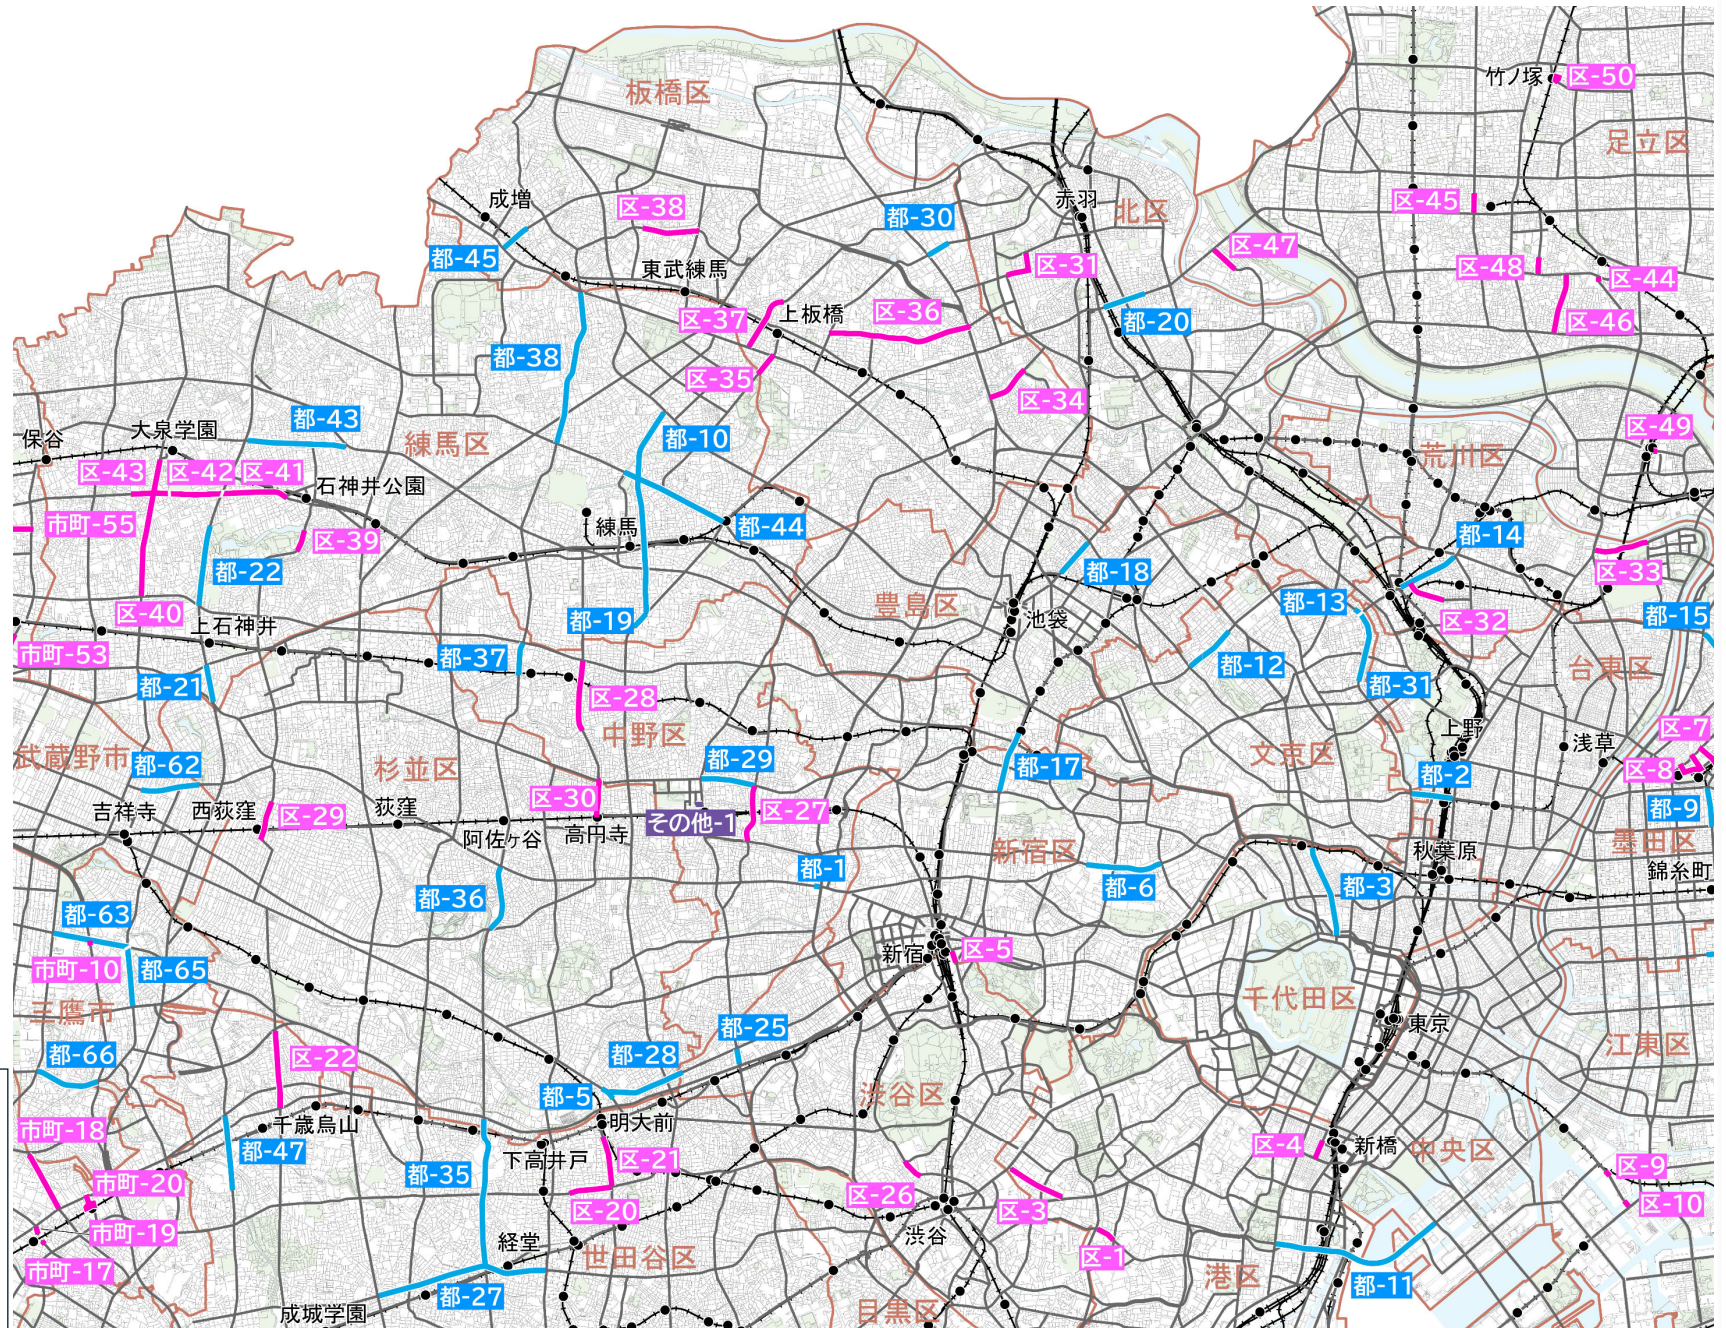 竹ノ塚
区-50
板橋区
足立区
成増
区-38
都-30
赤羽
北区
区-45
都-45
東武練馬
区-31
区-47
区-48
区-44
区-37
上板橋
区-36
都-20
区-46
都-38
区-35
区-34
都-43
大泉学園
保谷
練馬区
都-10
区-49
荒川区
区-43
区-42
区-41
石神井公園
市町-55
区-39
練馬
都-44
都-14
都-22
都-18
区-33
区-40
都-19
豊島区
池袋
都-13
区-32
都-15
上石神井
市町-53
都-37
都-12
台東区
都-21
区-28
都-31
中野区
上野
区-7
武蔵野市
都-62
杉並区
都-29
都-17
文京区
浅草
区-8
都-2
吉祥寺
西荻窪
区-29
荻窪
区-30
阿佐ヶ谷
高円寺
その他-1
区-27
都-9
墨田区
新宿区
秋葉原
都-1
都-6
都-3
錦糸町
都-36
都-63
新宿
区-5
市町-10
都-65
千代田区
三鷹市
東京
都-25
都-66
区-22
都-28
江東区
都-5
渋谷区
市町-18
千歳烏山
明大前
都-47
下高井戸
区-21
区-4
新橋
中央区
都-35
市町-20
区-26
区-3
区-9
区-10
市町-19
区-20
渋谷
経堂
世田谷区
区-1
市町-17
港区
都-11
都-27
成城学園
目黒区